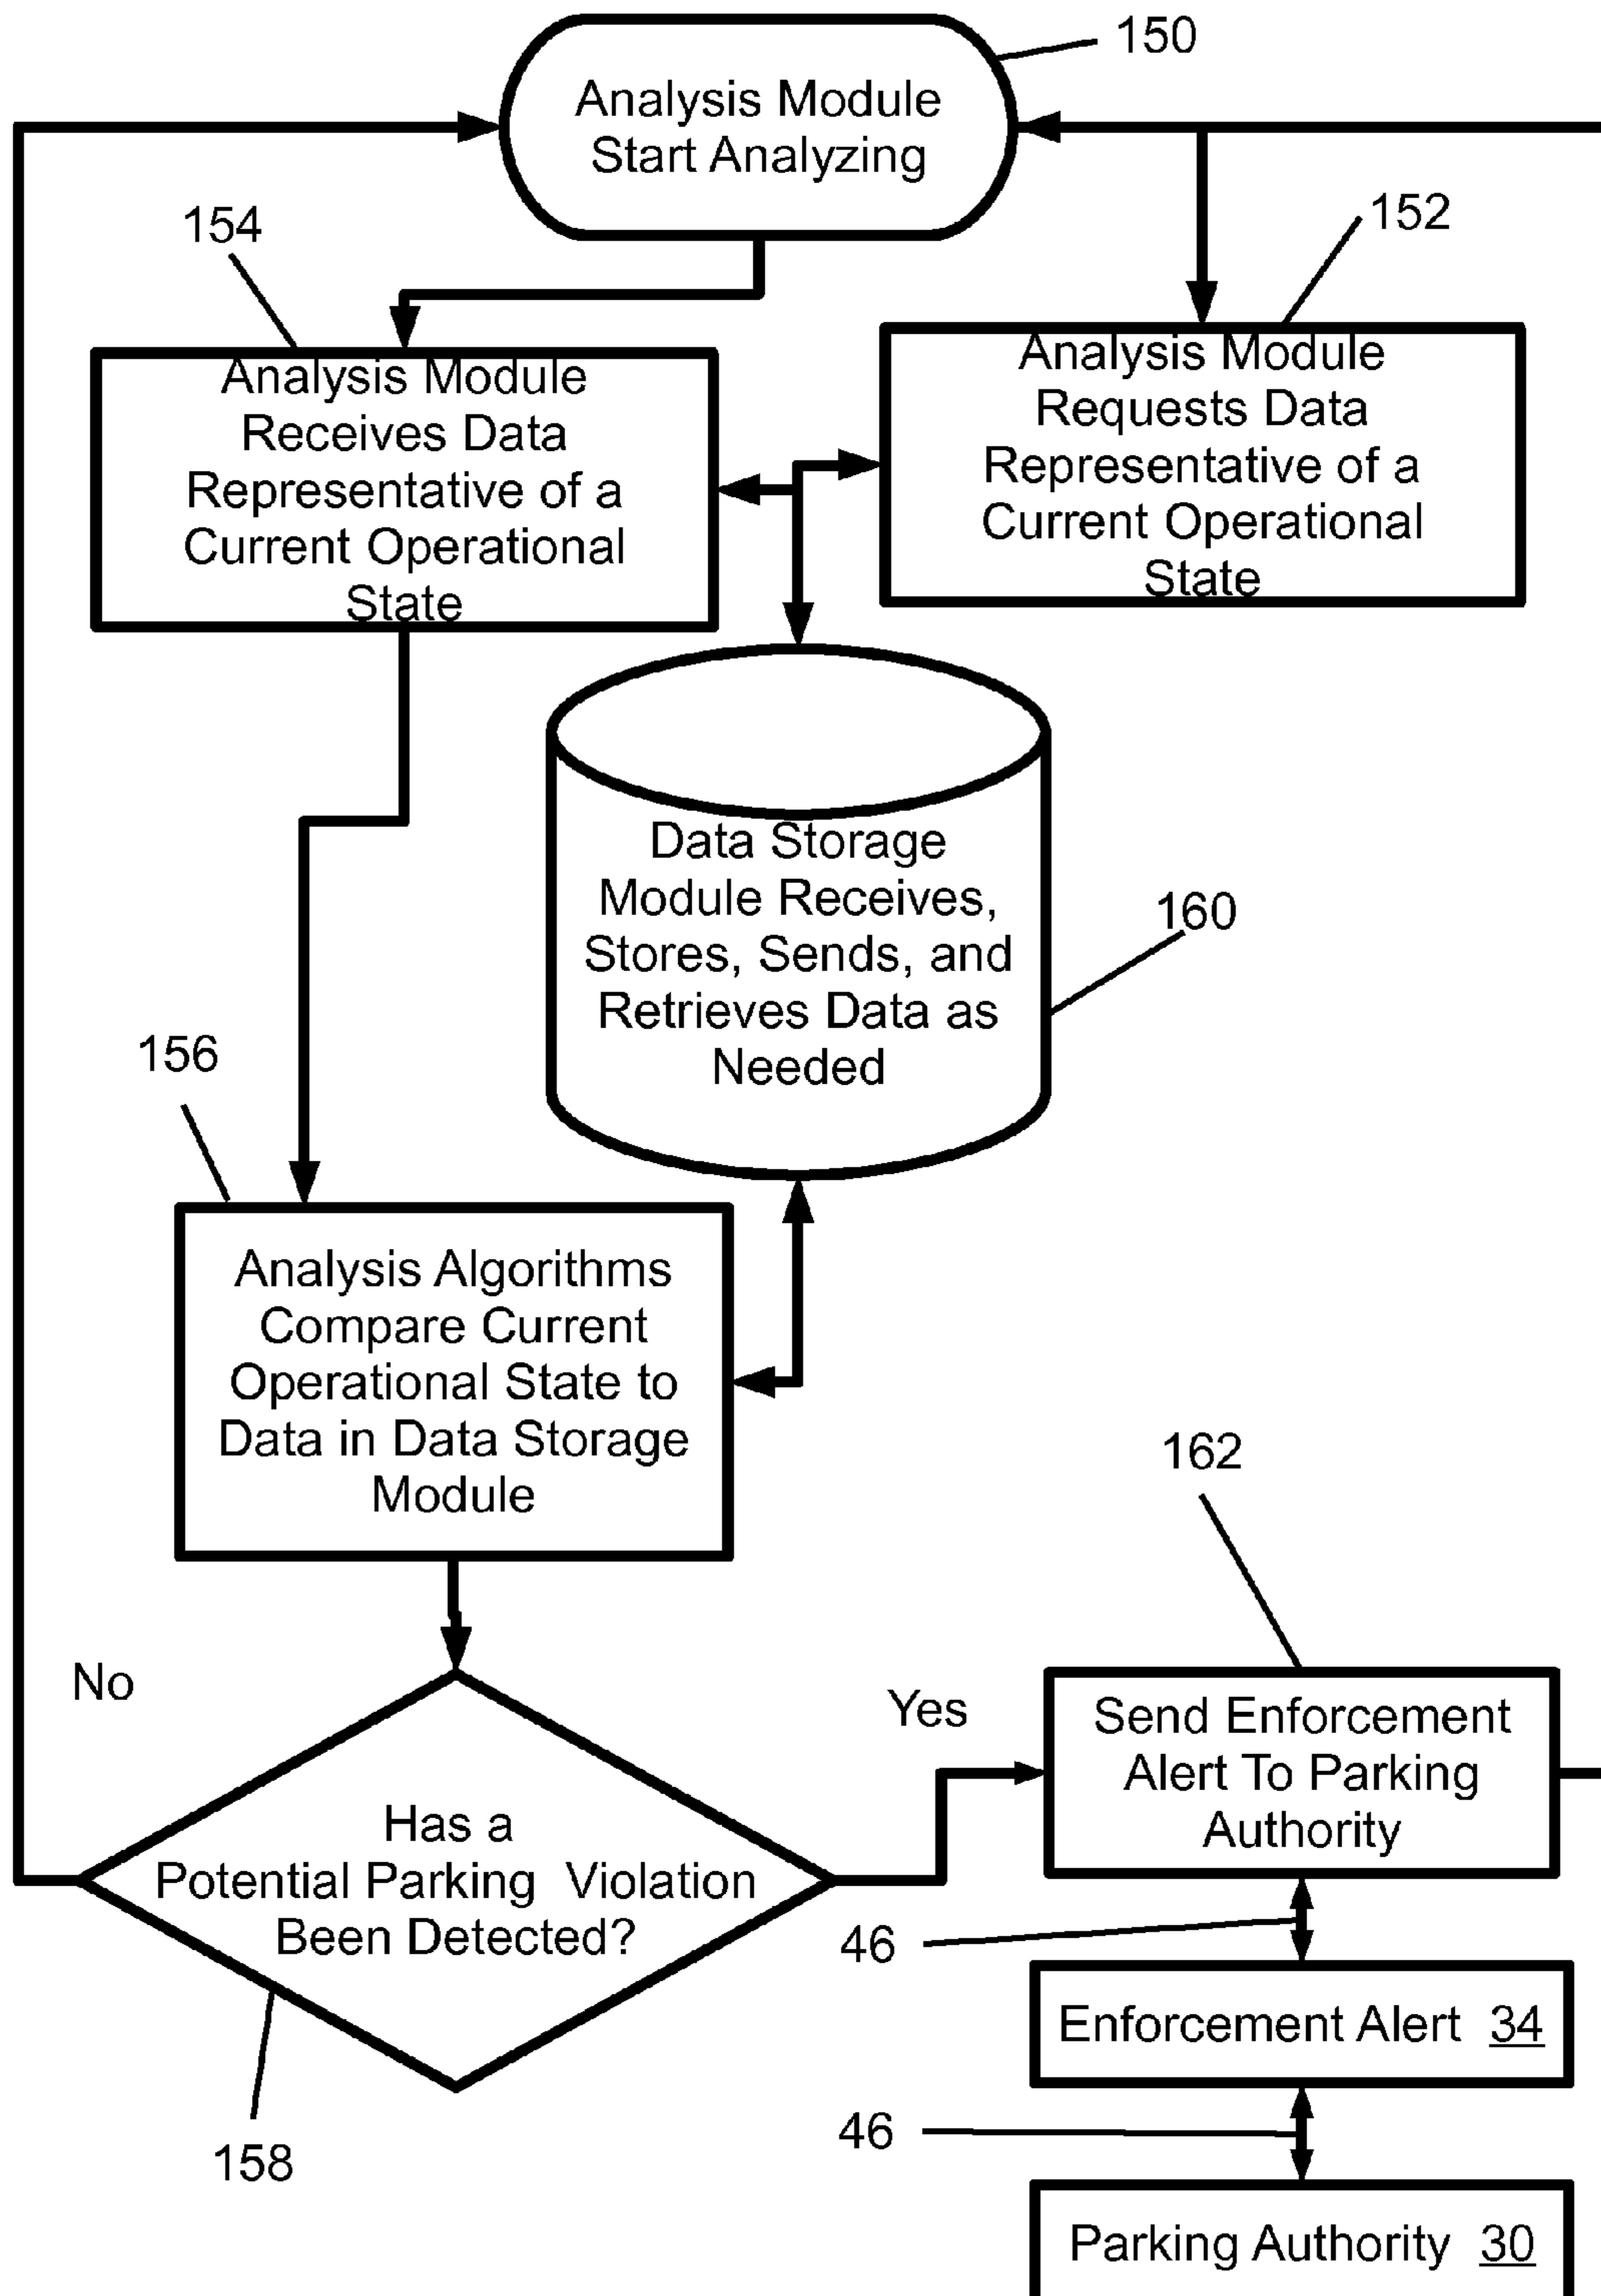 150
Analysis Module
Start Analyzing
154
152
Analysis Module
Receives Data
Representative of a
Current Operational
State
Analysis Module
Requests Data
Representative of a
Current Operational
State
Data Storage
Module Receives,
Stores, Sends, and
Retrieves Data as
Needed
160
156
Analysis Algorithms
Compare Current
Operational State to
Data in Data Storage
Module
162
No
Yes
Send Enforcement
Alert To Parking
Authority
Has a
Potential Parking  Violation
Been Detected?
46
Enforcement Alert 34
46
158
Parking Authority 30